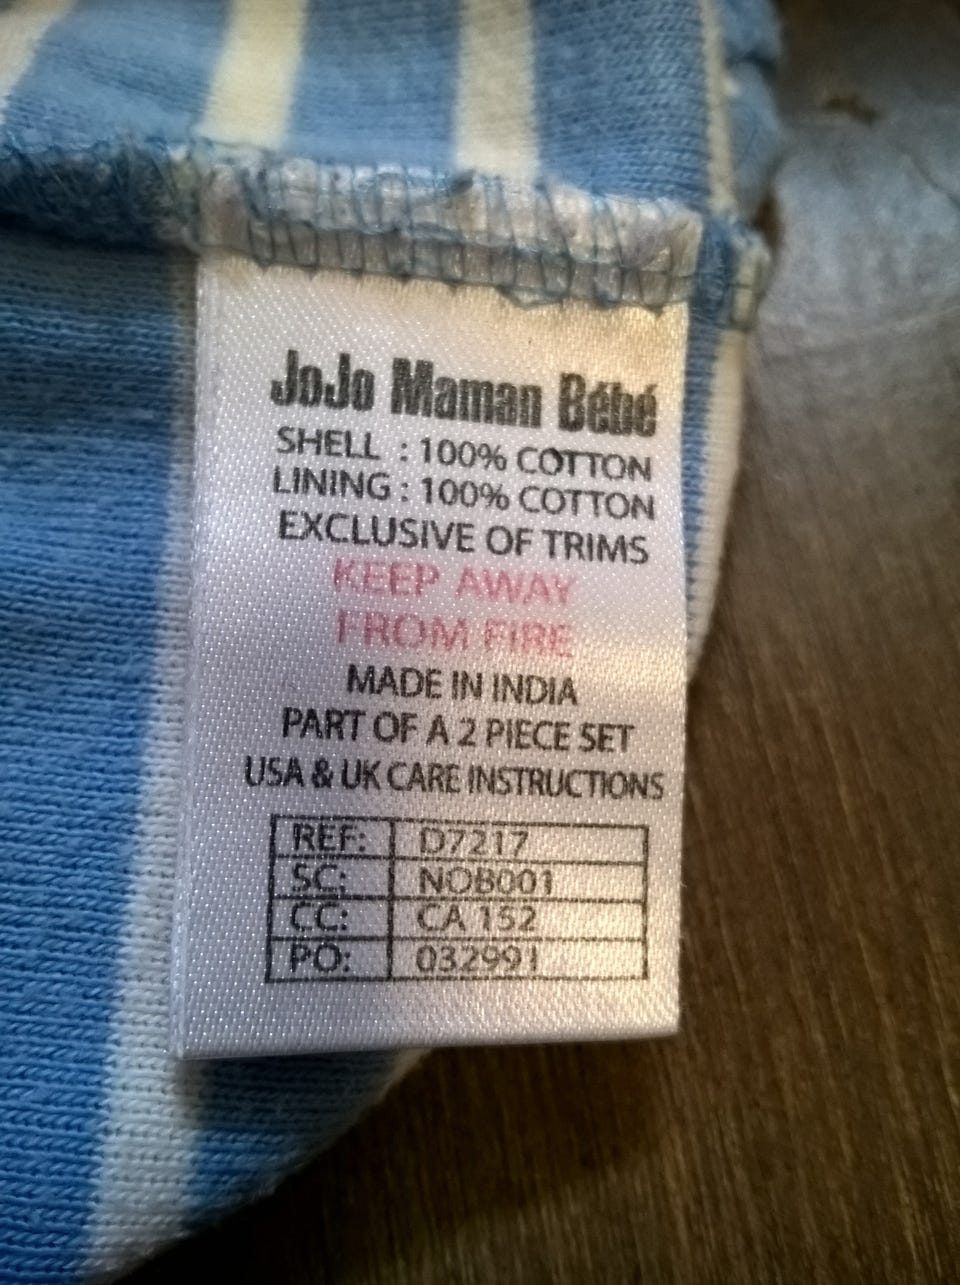 JoJo Maman Bébé
SHELL : 100% COTTON
LINING : 100% COTTON
EXCLUSIVE OF TRIMS
KEEP AWAY
FROM FIRE
MADE IN INDIA
PART OF A 2 PIECE SET
USA & UK CARE INSTRUCTIONS
REF: D7217
SC: NOB001
CC: CA 152
PO: 032991